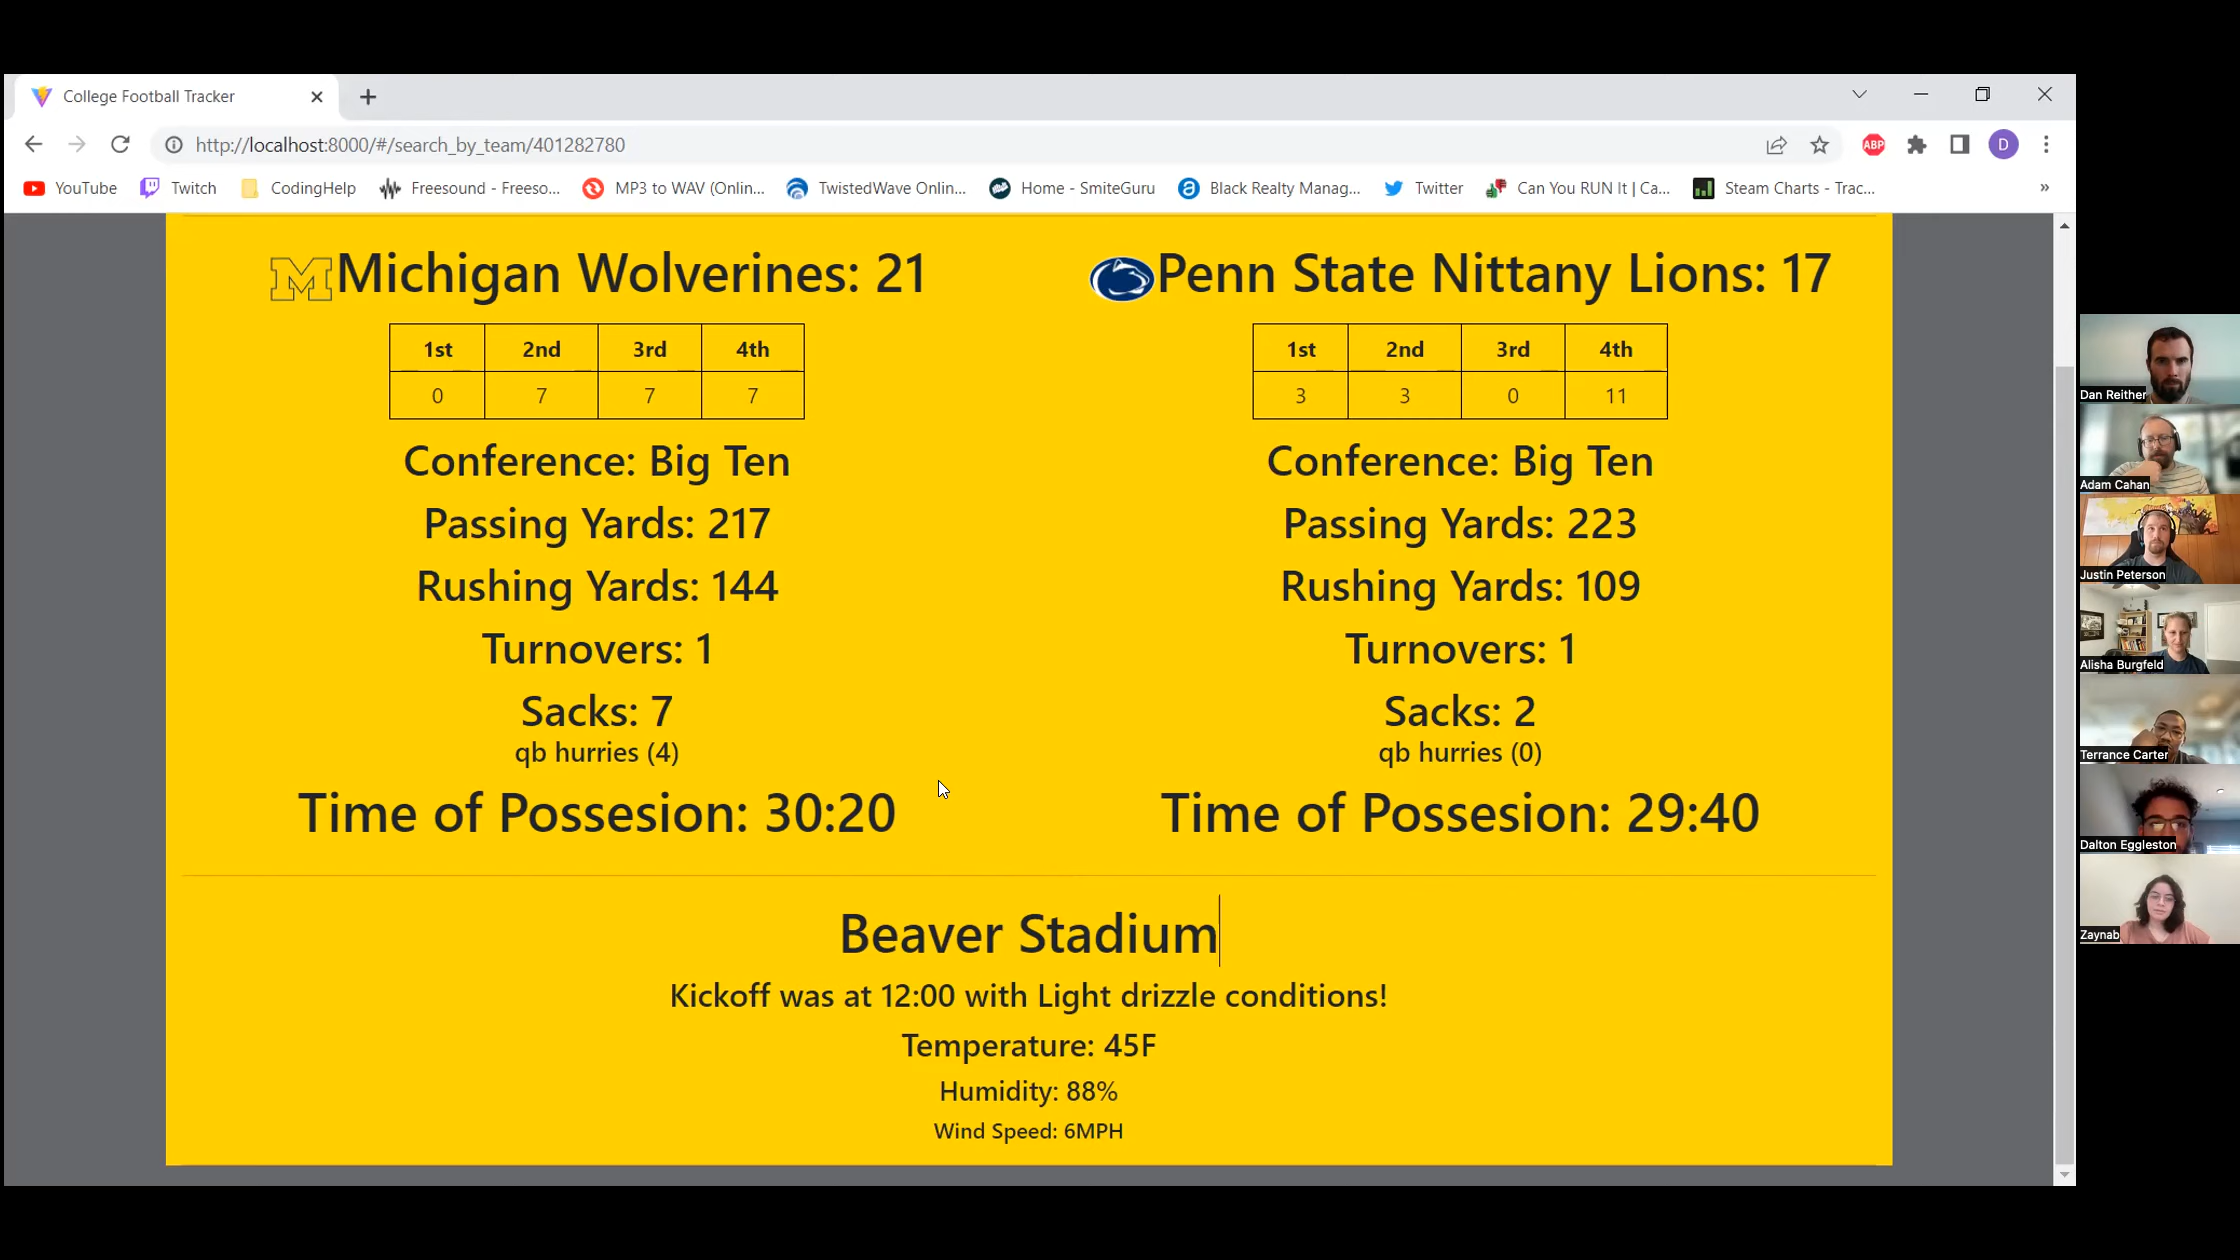 College Football Tracker
http://localhost:8000/#/search_by_team/401282780
ABP
D
YouTube Twitch CodingHelp Freesound - Freeso... MP3 to WAV (Onlin... TwistedWave Onlin... Home - SmiteGuru Black Realty Manag... Twitter Can You RUN It | Ca... Steam Charts - Trac... »
Michigan Wolverines: 21
1st 2nd 3rd 4th
0 7 7 7
Conference: Big Ten
Passing Yards: 217
Rushing Yards: 144
Turnovers: 1
Sacks: 7
qb hurries (4)
Time of Possesion: 30:20
Penn State Nittany Lions: 17
1st 2nd 3rd 4th
3 3 0 11
Conference: Big Ten
Passing Yards: 223
Rushing Yards: 109
Turnovers: 1
Sacks: 2
qb hurries (0)
Time of Possesion: 29:40
Beaver Stadium
Kickoff was at 12:00 with Light drizzle conditions!
Temperature: 45F
Humidity: 88%
Wind Speed: 6MPH
Dan Reither
Adam Cahan
Justin Peterson
Alisha Burgfeld
Terrance Carter
Dalton Eggleston
Zaynab